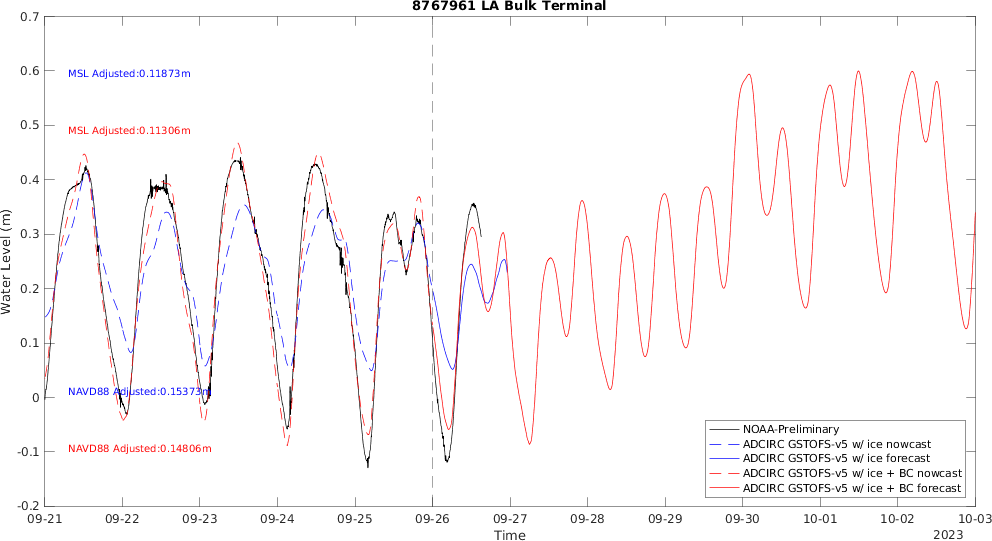 8767961 LA Bulk Terminal
Water Level (m)
0.7
0.6
0.5
0.4
0.3
0.2
0.1
0
-0.1
-0.2
MSL Adjusted:0.11873m
MSL Adjusted:0.11306m
NAVD88 Adjusted:0.15373m
NAVD88 Adjusted:0.14806m
NOAA-Preliminary
ADCIRC GSTOFS-v5 w/ ice nowcast
ADCIRC GSTOFS-v5 w/ ice forecast
ADCIRC GSTOFS-v5 w/ ice + BC nowcast
ADCIRC GSTOFS-v5 w/ ice + BC forecast
09-21 09-22 09-23 09-24 09-25 09-26 09-27 09-28 09-29 09-30 10-01 10-02 10-03
Time
2023